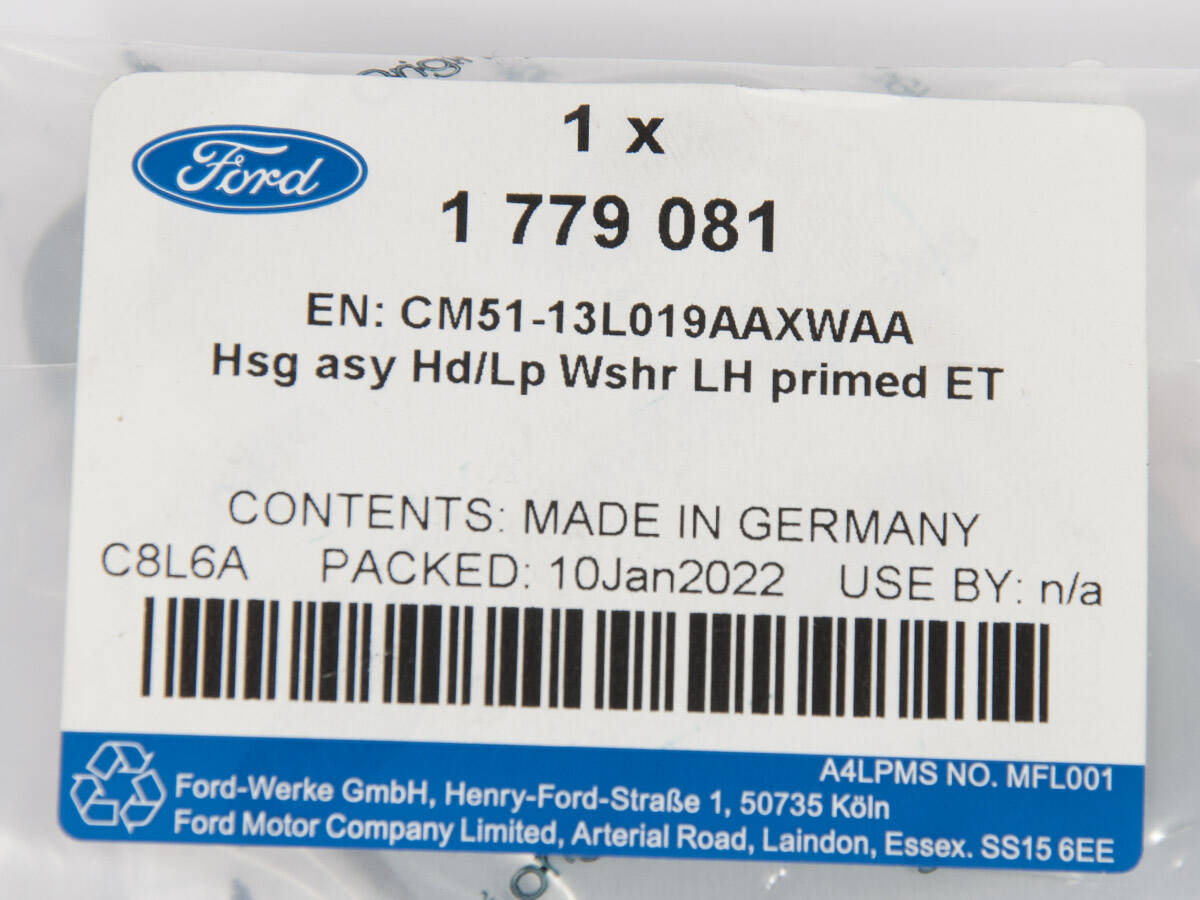 Origi
Ford
1 x
1 779 081
EN: CM51-13L019AAXWAA
Hsg asy Hd/Lp Wshr LH primed ET
CONTENTS: MADE IN GERMANY
C8L6A PACKED: 10Jan2022 USE BY: n/a
A4LPMS NO. MFL001
Ford-Werke GmbH, Henry-Ford-Straße 1, 50735 Köln
Ford Motor Company Limited, Arterial Road, Laindon, Essex. SS15 6EE